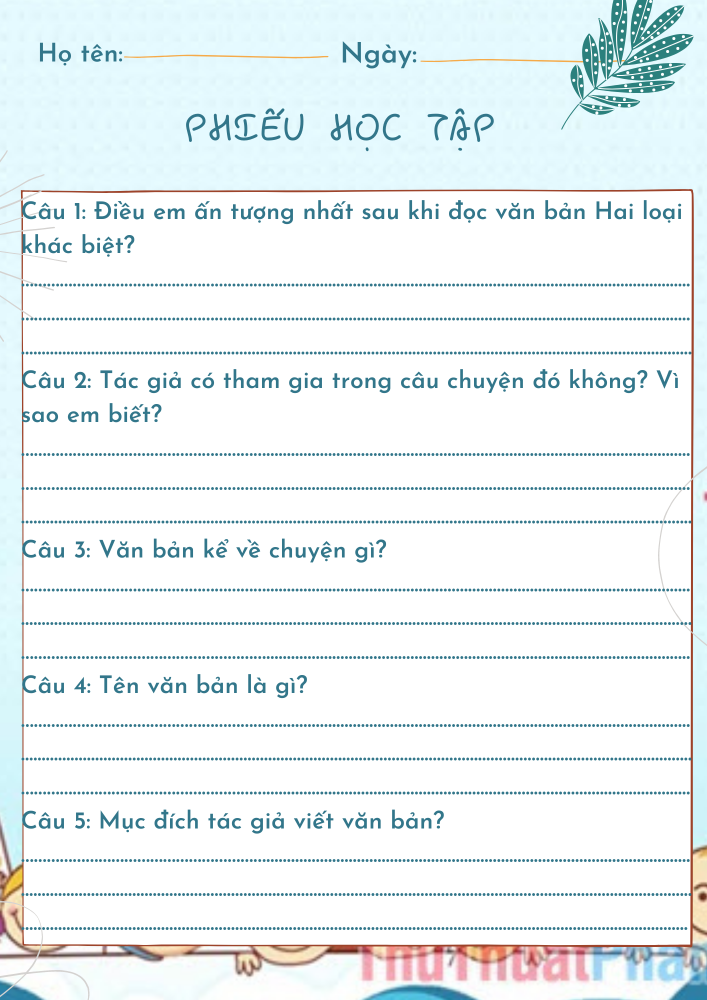 Họ tên: Ngày:
PHIẾU HỌC TẬP
Câu 1: Điều em ấn tượng nhất sau khi đọc văn bản Hai loại
khác biệt?
Câu 2: Tác giả có tham gia trong câu chuyện đó không? Vì
sao em biết?
Câu 3: Văn bản kể về chuyện gì?
Câu 4: Tên văn bản là gì?
Câu 5: Mục đích tác giả viết văn bản?